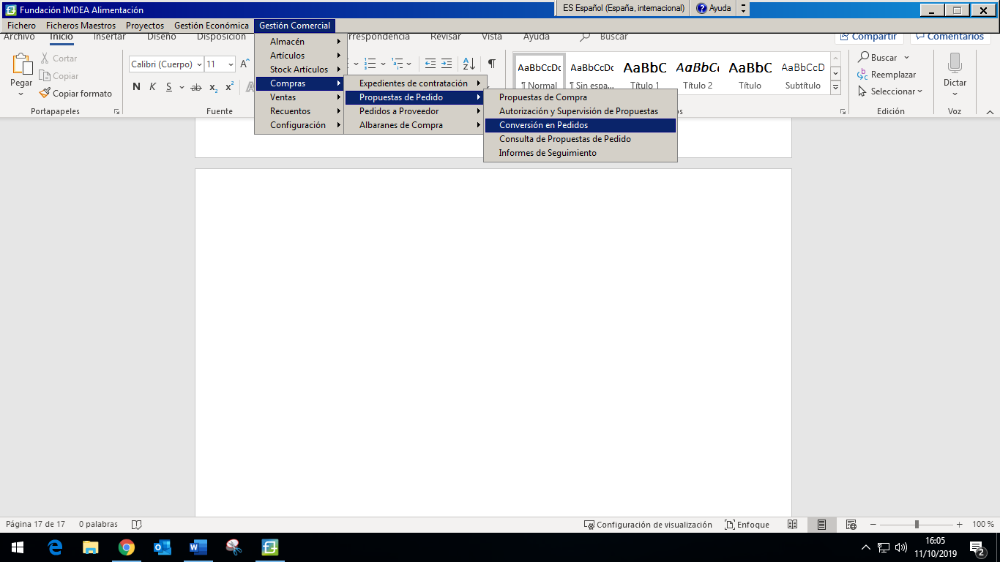 Fundación IMDEA Alimentación
ES Español (España, internacional)
Ayuda
Fichero Ficheros Maestros Proyectos Gestión Económica Gestión Comercial
Archivo Inicio Insertar Diseño Disposición rrespondencia Revisar Vista Ayuda Buscar
Compartir Comentarios
Pegar
Cortar
Copiar
Copiar formato
Portapapeles
Calibri (Cuerpo) 11 A
N K S ab x₂ x² A
Fuente
Almacén
Artículos
Stock Artículos
Compras
Ventas
Recuentos
Configuración
Expedientes de contratación
Propuestas de Pedido
Pedidos a Proveedor
Albaranes de Compra
Propuestas de Compra
Autorización y Supervisión de Propuestas
Conversión en Pedidos
Consulta de Propuestas de Pedido
Informes de Seguimiento
AaBbCcDc AaBbCcDc AaBbC AaBbCc AaBbC AaBbCcD
¶ Normal ¶ Sin espa... Título 1 Título 2 Título Subtítulo
os
Buscar
Reemplazar
Seleccionar
Edición
Dictar
Voz
Página 17 de 17 0 palabras
Configuración de visualización Enfoque
100 %
16:05
11/10/2019
2